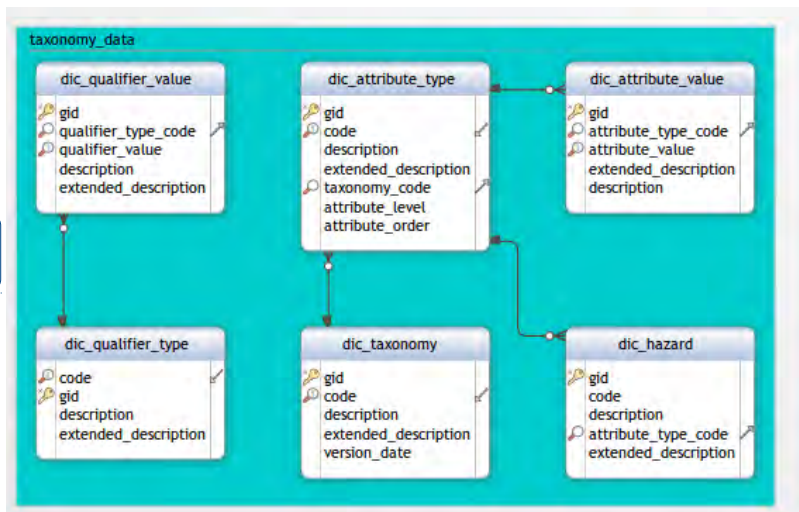 taxonomy_data
dic_qualifier_value
gid
qualifier_type_code
qualifier_value
description
extended_description
dic_attribute_type
gid
code
description
extended_description
taxonomy_code
attribute_level
attribute_order
dic_attribute_value
gid
attribute_type_code
attribute_value
extended_description
description
dic_qualifier_type
code
gid
description
extended_description
dic_taxonomy
gid
code
description
extended_description
version_date
dic_hazard
gid
code
description
attribute_type_code
extended_description